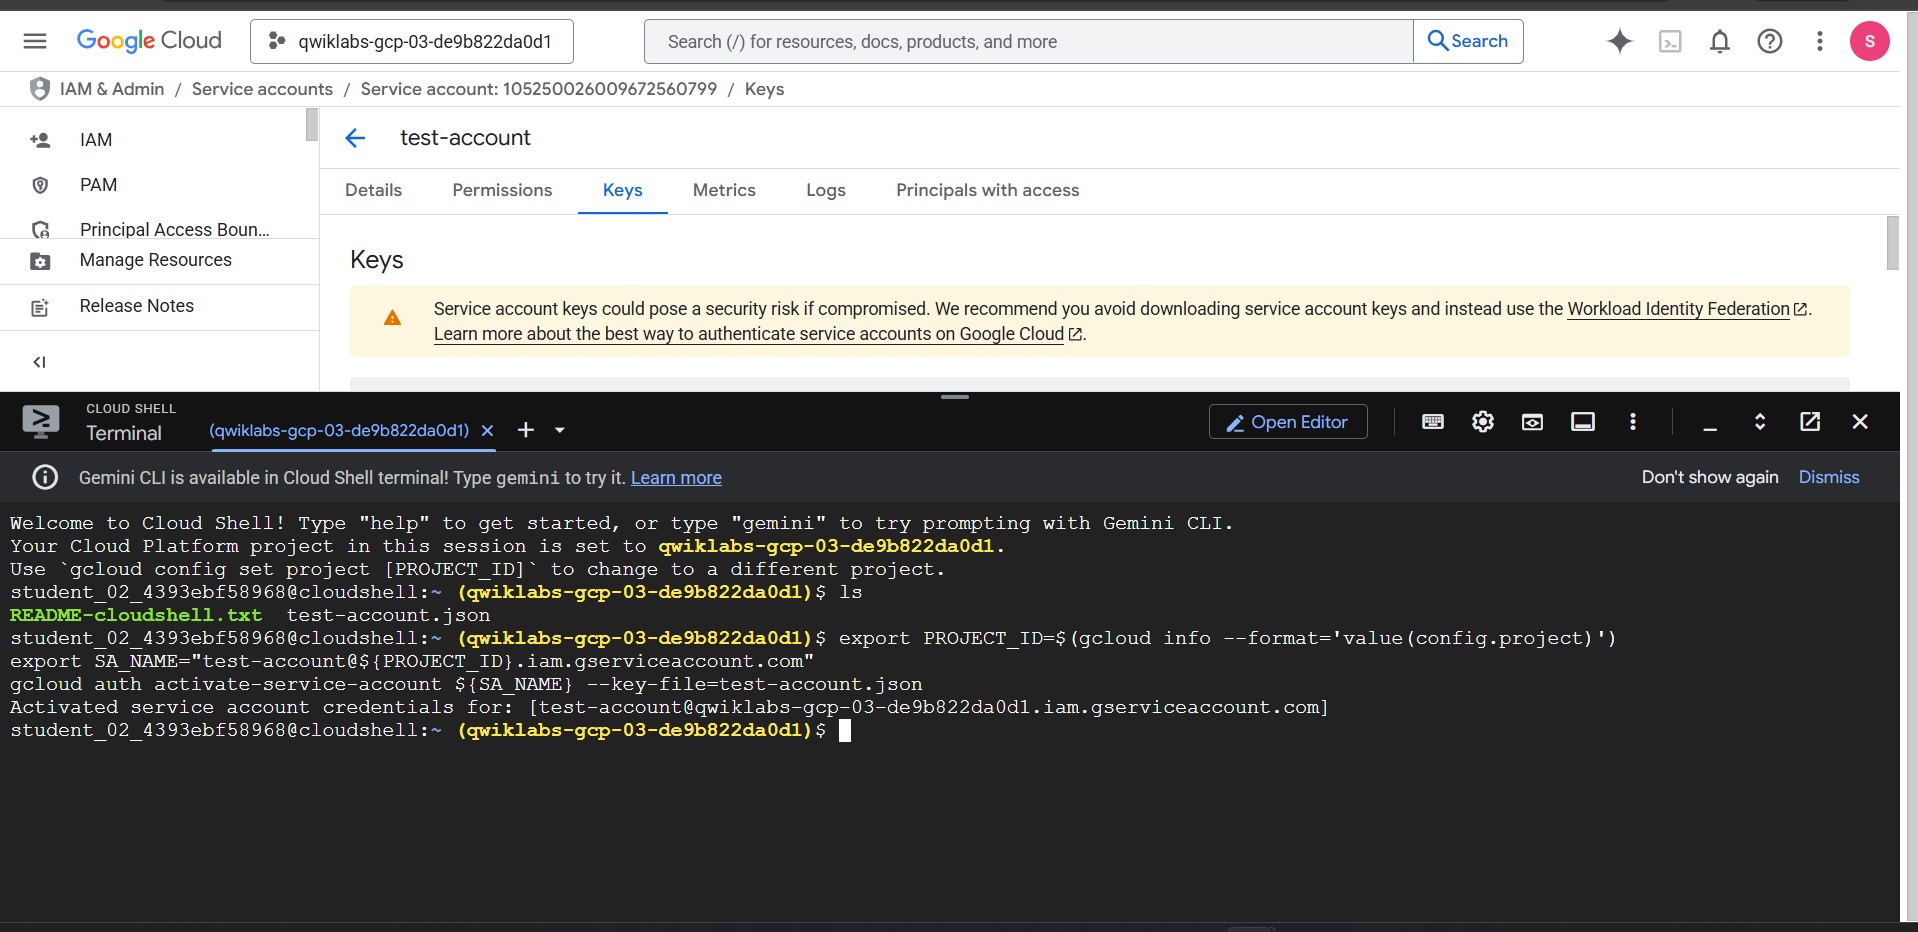 Google Cloud
qwiklabs-gcp-03-de9b822da0d1
Search (/) for resources, docs, products, and more
Search
S
IAM & Admin / Service accounts / Service account: 105250026009672560799 / Keys
IAM
PAM
Principal Access Boun...
Manage Resources
Release Notes
test-account
Details Permissions Keys Metrics Logs Principals with access
Keys
Service account keys could pose a security risk if compromised. We recommend you avoid downloading service account keys and instead use the Workload Identity Federation.
Learn more about the best way to authenticate service accounts on Google Cloud.
CLOUD SHELL
Terminal
(qwiklabs-gcp-03-de9b822da0d1)
Open Editor
Gemini CLI is available in Cloud Shell terminal! Type gemini to try it. Learn more
Don't show again Dismiss
Welcome to Cloud Shell! Type "help" to get started, or type "gemini" to try prompting with Gemini CLI.
Your Cloud Platform project in this session is set to qwiklabs-gcp-03-de9b822da0d1.
Use `gcloud config set project [PROJECT_ID]` to change to a different project.
student_02_4393ebf58968@cloudshell:~ (qwiklabs-gcp-03-de9b822da0d1)$ ls
README-cloudshell.txt  test-account.json
student_02_4393ebf58968@cloudshell:~ (qwiklabs-gcp-03-de9b822da0d1)$ export PROJECT_ID=$(gcloud info --format='value(config.project)')
export SA_NAME="test-account@${PROJECT_ID}.iam.gserviceaccount.com"
gcloud auth activate-service-account ${SA_NAME} --key-file=test-account.json
Activated service account credentials for: [test-account@qwiklabs-gcp-03-de9b822da0d1.iam.gserviceaccount.com]
student_02_4393ebf58968@cloudshell:~ (qwiklabs-gcp-03-de9b822da0d1)$